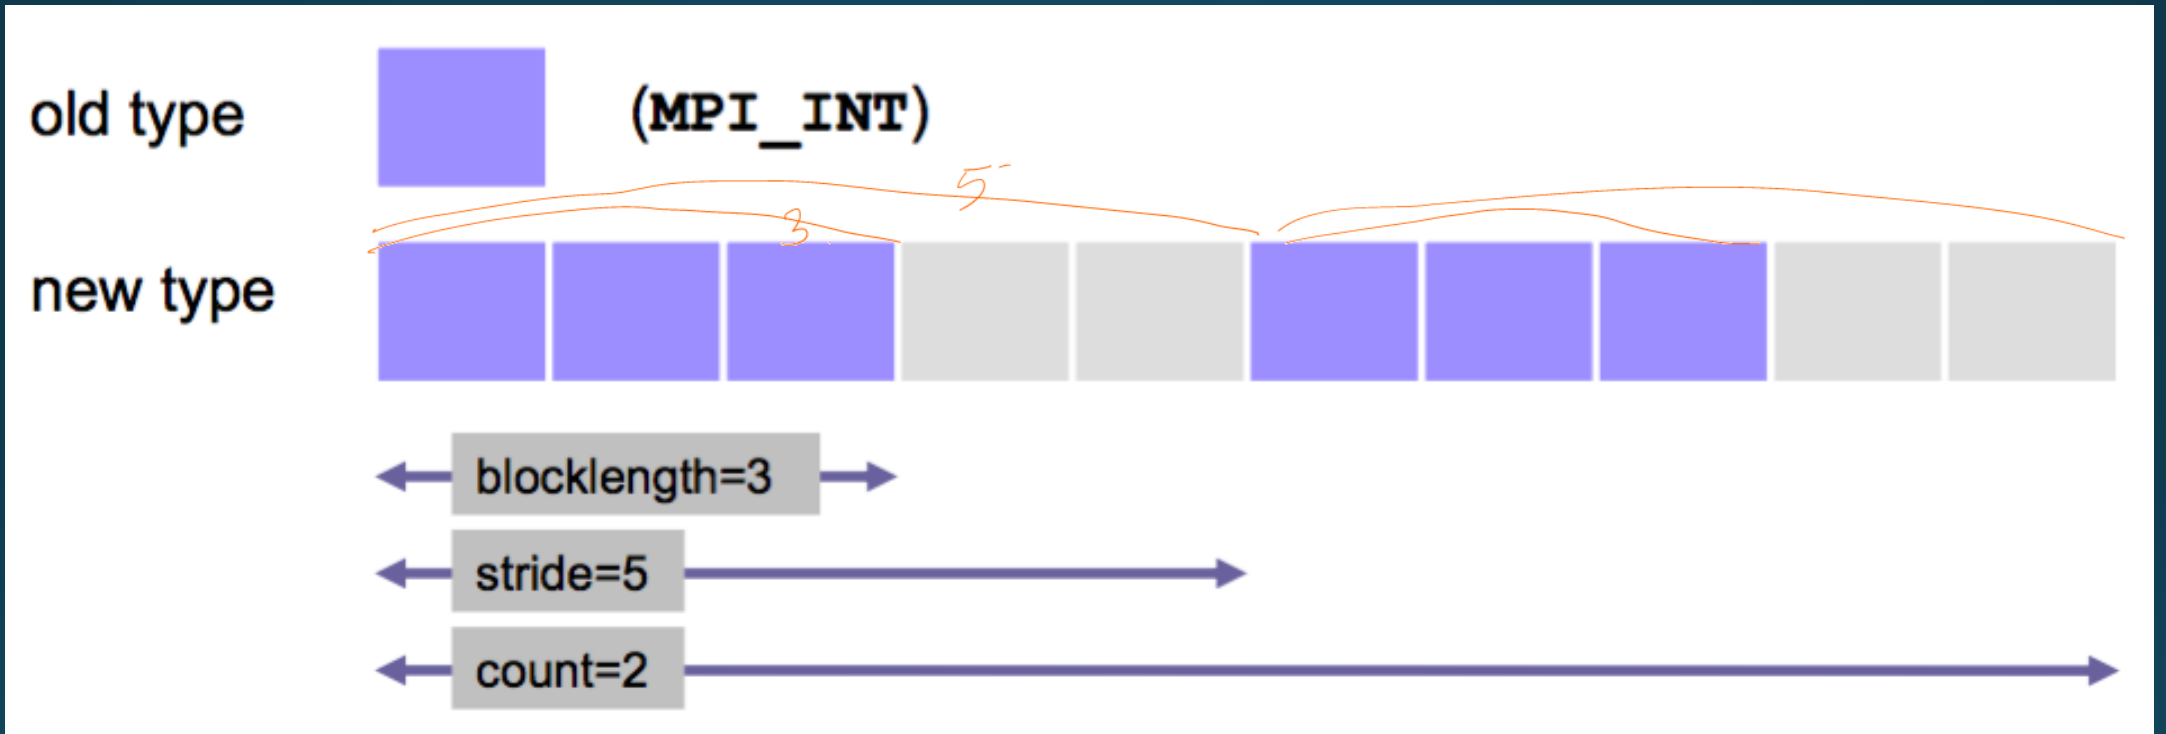 old type
(MPI_INT)
5
3
new type
blocklength=3
stride=5
count=2